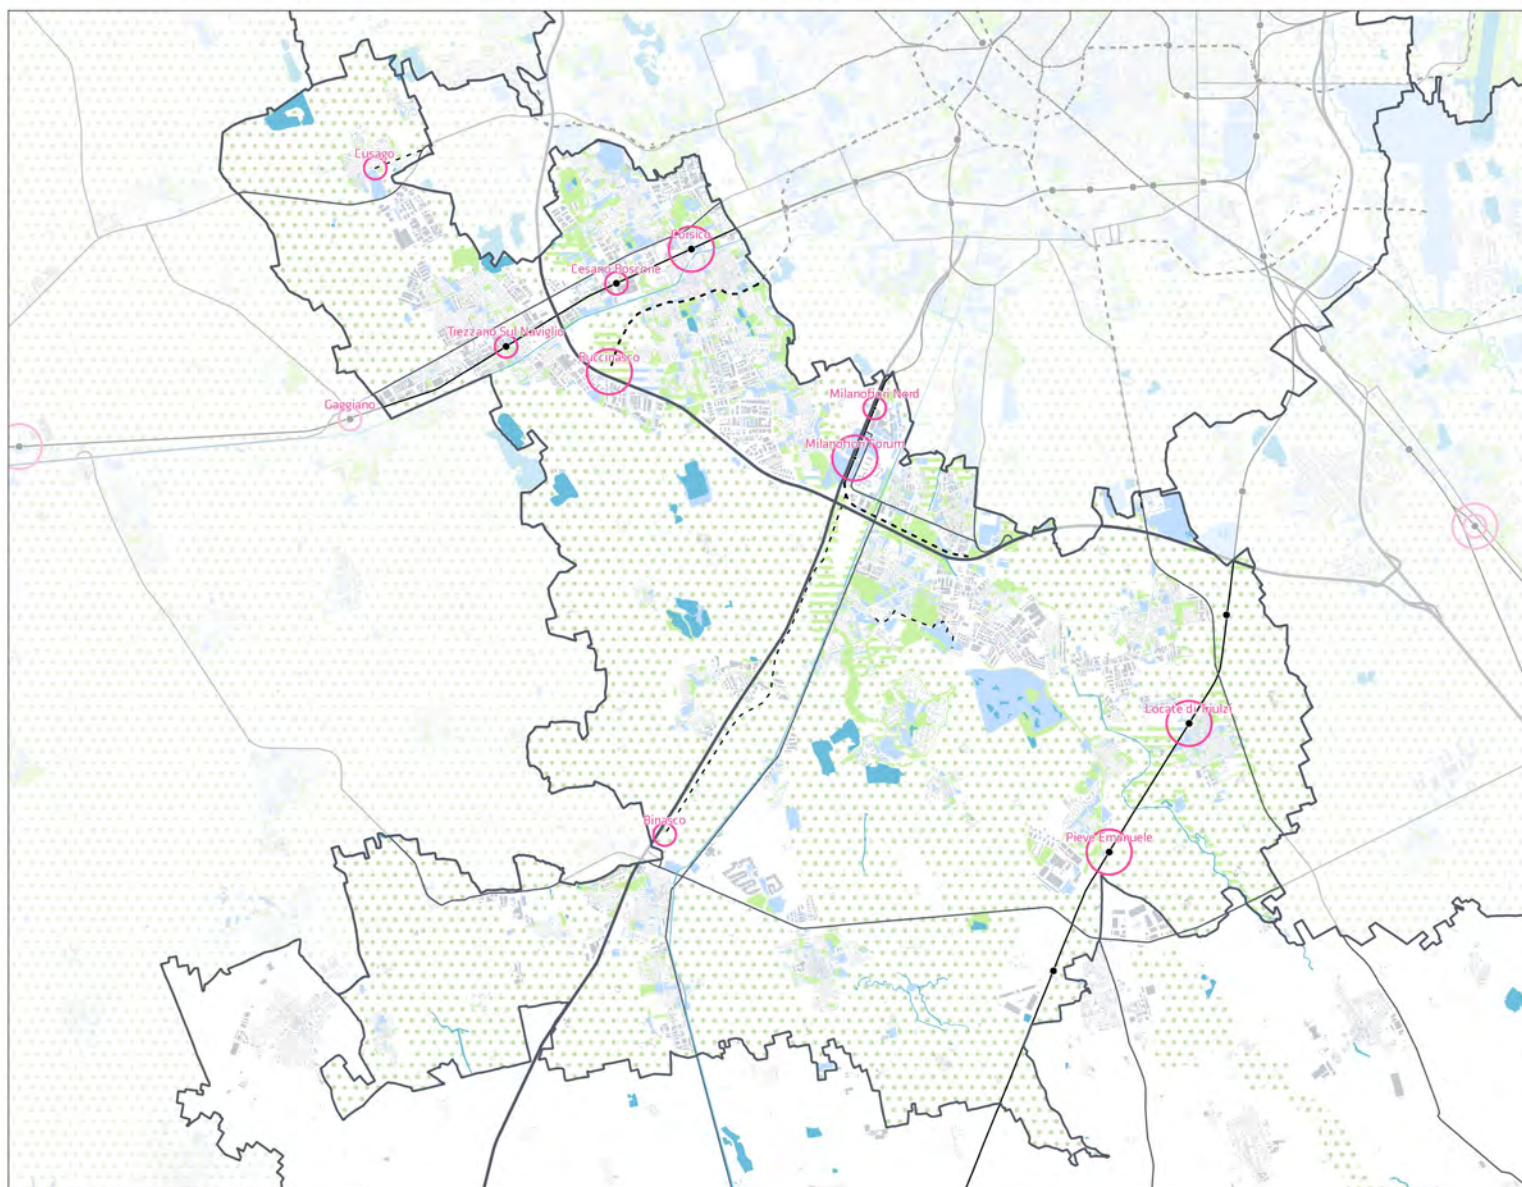 Cusago
Corsico
Cesano Boscone
Trezzano Sul Naviglio
Buccinasco
Gaggiano
Milanofiori Nord
Milanofiori Forum
Locate di Triulzi
Binasco
Pieve Emanuele